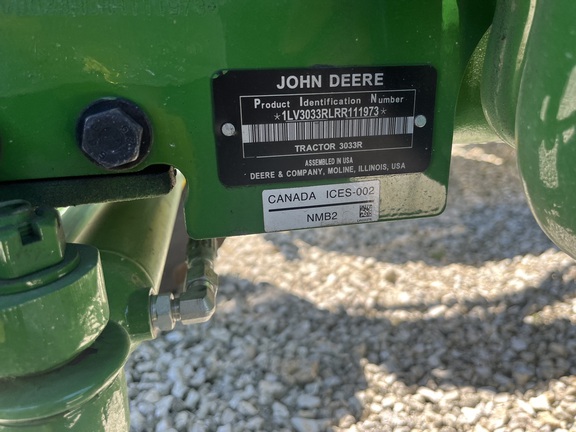 JOHN DEERE
Product Identification Number
*1LV3033RLRR111973*
TRACTOR 3033R
ASSEMBLED IN USA
DEERE & COMPANY, MOLINE, ILLINOIS, USA
CANADA ICES-002
NMB2